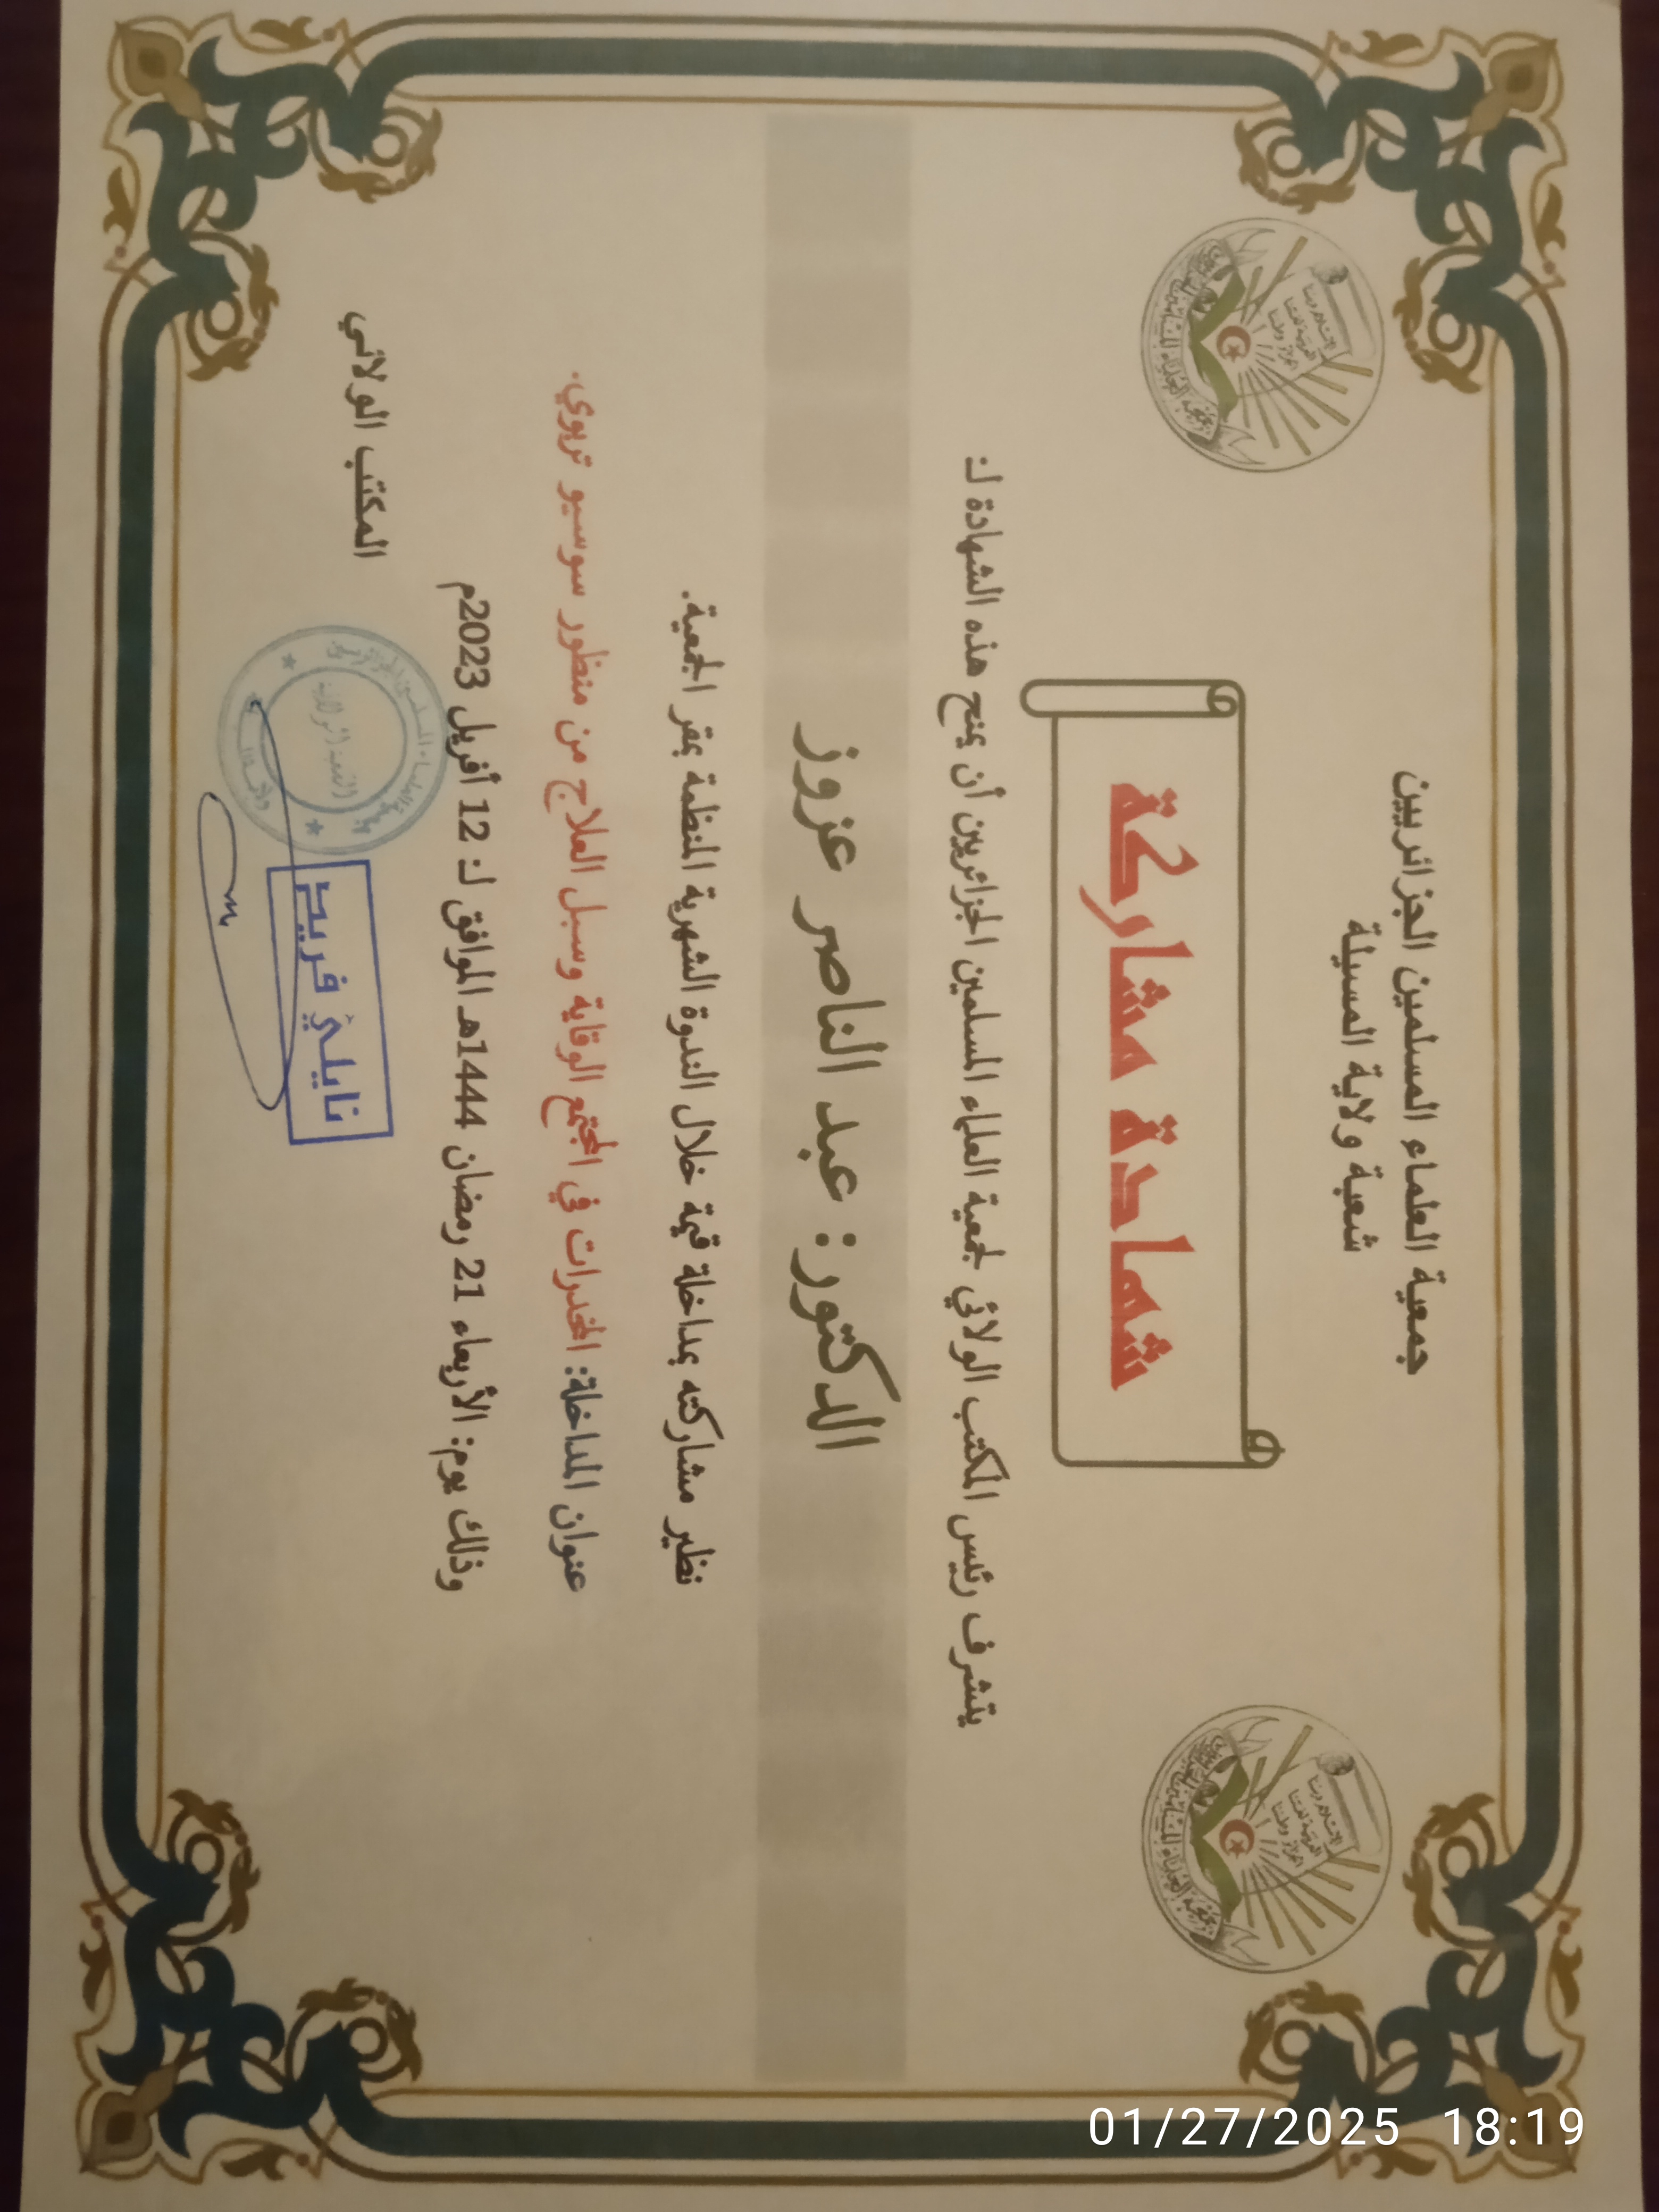 جمعية العلماء المسلمين الجزائريين
شعبة ولاية المسيلة
شهادة مشاركة
يتشرف رئيس المكتب الولائي لجمعية العلماء المسلمين الجزائريين أن يمنح هذه الشهادة لـ:
الدكتور: عبد الناصر عزوز
نظير مشاركته بمداخلة قيمة خلال الندوة الشهرية المنظمة بمقر الجمعية.
عنوان المداخلة: المخدرات في المجتمع الوقاية وسبل العلاج من منظور سوسيو تربوي.
وذلك يوم: الأربعاء 21 رمضان 1444هـ الموافق لـ: 12 أفريل 2023م
المكتب الولائي
نايلي فريد
01/27/2025 18:19